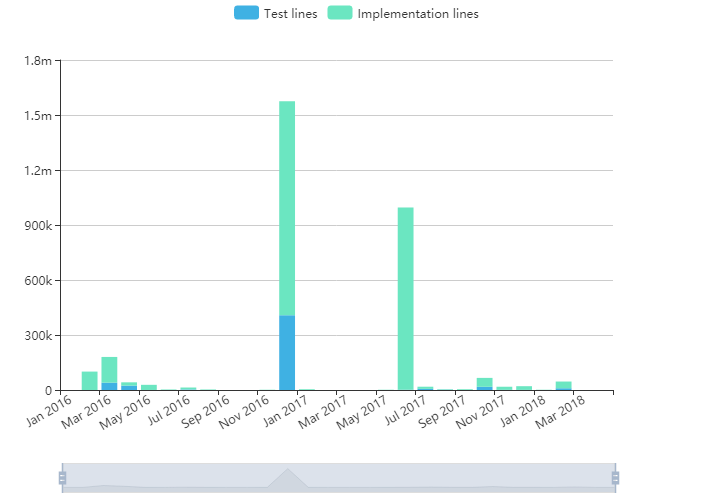 Test lines Implementation lines
1.8m
1.5m
1.2m
900k
600k
300k
0
Jan 2016 Mar 2016 May 2016 Jul 2016 Sep 2016 Nov 2016 Jan 2017 Mar 2017 May 2017 Jul 2017 Sep 2017 Nov 2017 Jan 2018 Mar 2018